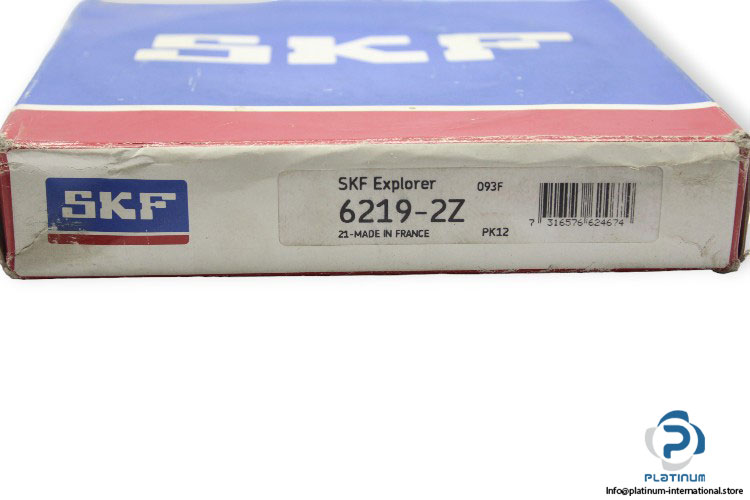 SKF
SKF
SKF Explorer 093F
6219-2Z
21-MADE IN FRANCE PK12
7 316576 624674
PLATINUM
Info@platinum-international.store